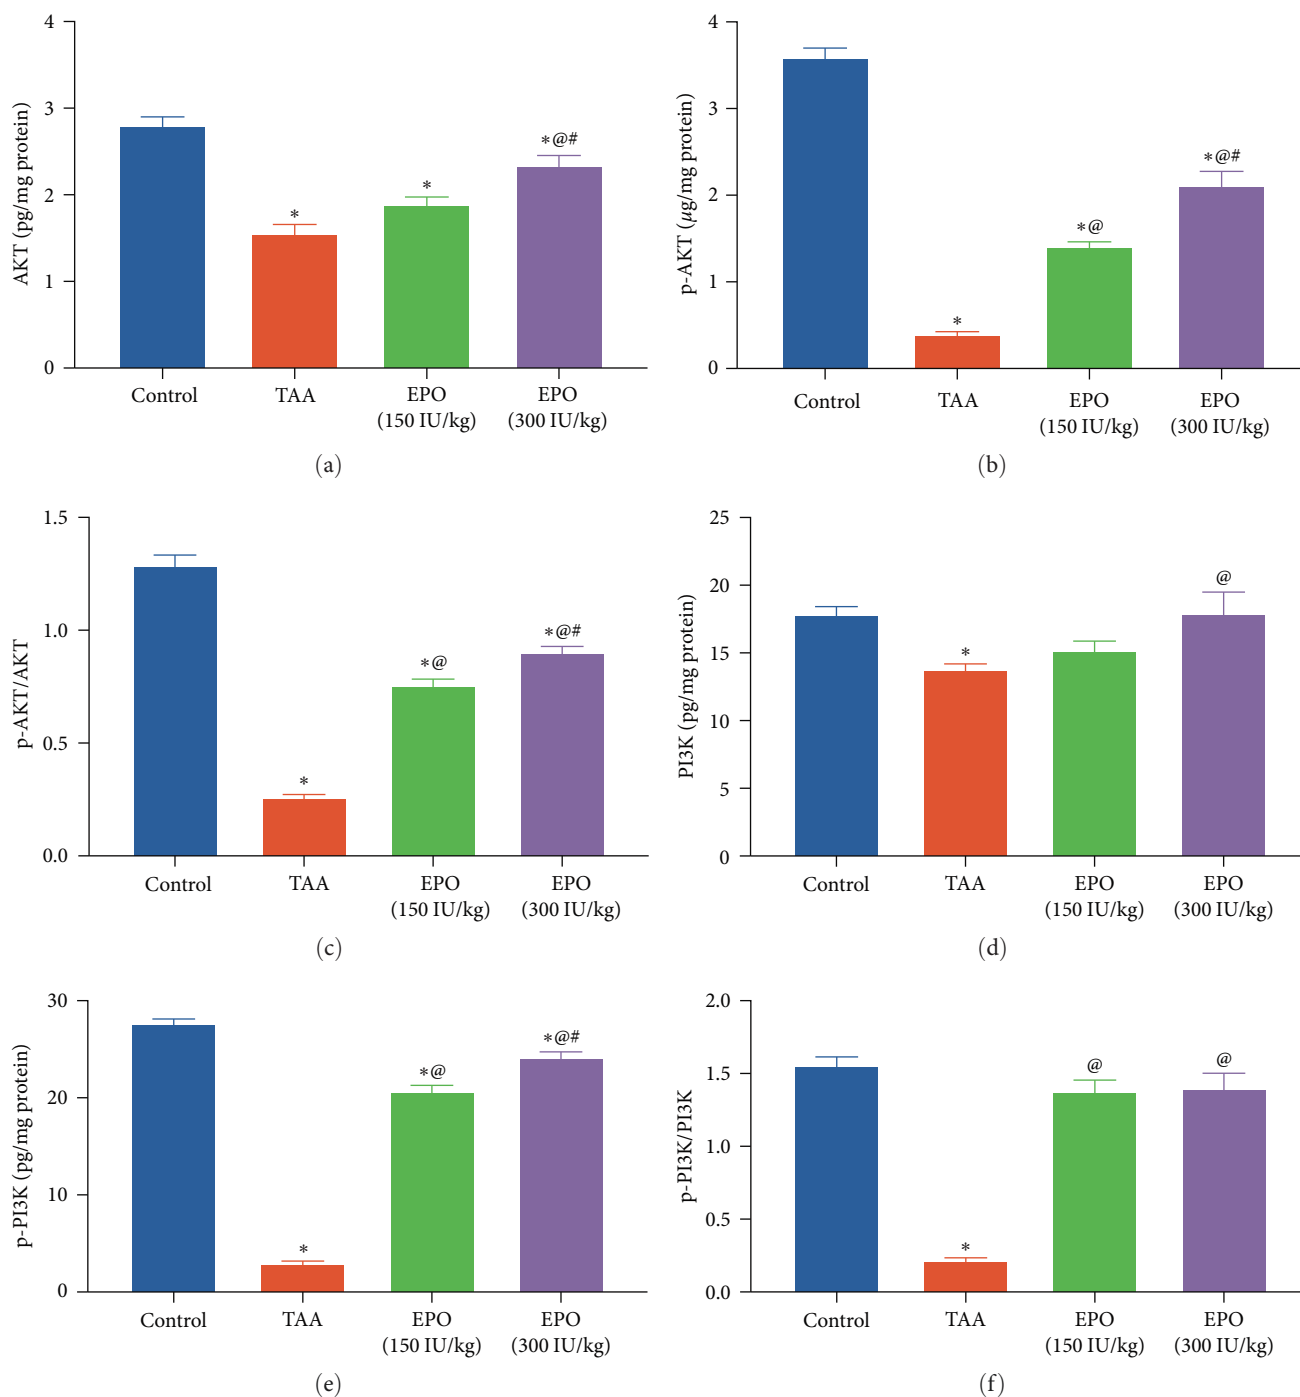 AKT (pg/mg protein)
4
3
2
1
0
*
*
*@#
Control
TAA
EPO
(150 IU/kg)
EPO
(300 IU/kg)
(a)
p-AKT (µg/mg protein)
4
3
2
1
0
*
*@
*@#
Control
TAA
EPO
(150 IU/kg)
EPO
(300 IU/kg)
(b)
p-AKT/AKT
1.5
1.0
0.5
0.0
*
*@
*@#
Control
TAA
EPO
(150 IU/kg)
EPO
(300 IU/kg)
(c)
PI3K (pg/mg protein)
25
20
15
10
5
0
*
@
Control
TAA
EPO
(150 IU/kg)
EPO
(300 IU/kg)
(d)
p-PI3K (pg/mg protein)
30
20
10
0
*
*@
*@#
Control
TAA
EPO
(150 IU/kg)
EPO
(300 IU/kg)
(e)
p-PI3K/PI3K
2.0
1.5
1.0
0.5
0.0
*
@
@
Control
TAA
EPO
(150 IU/kg)
EPO
(300 IU/kg)
(f)